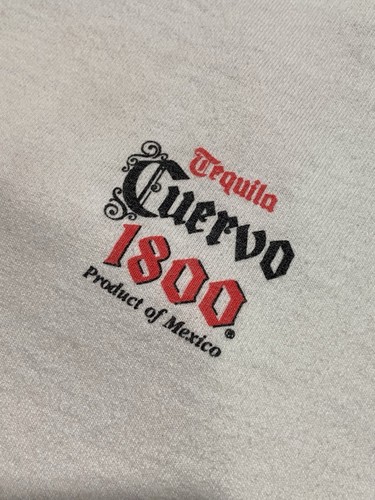 Tequila
Cuervo
1800®
Product of Mexico